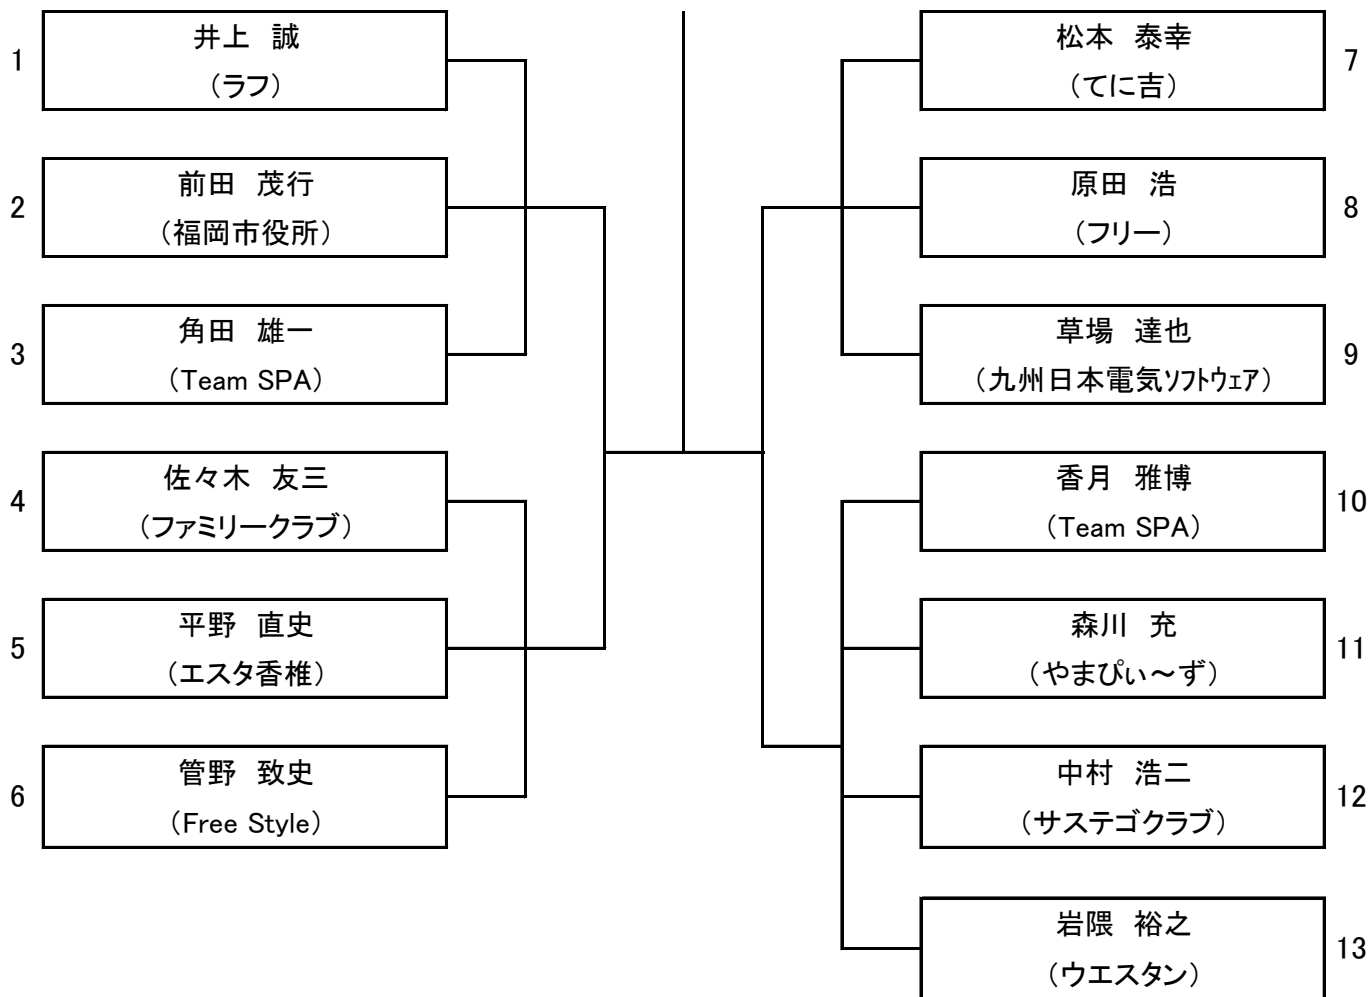 1
井上　誠
（ラフ）
2
前田　茂行
（福岡市役所）
3
角田　雄一
（Team SPA）
4
佐々木　友三
（ファミリークラブ）
5
平野　直史
（エスタ香椎）
6
管野　致史
（Free Style）
松本　泰幸
（てに吉）
7
原田　浩
（フリー）
8
草場　達也
（九州日本電気ｿﾌﾄｳｪｱ）
9
香月　雅博
（Team SPA）
10
森川　充
（やまぴぃ～ず）
11
中村　浩二
（サステゴクラブ）
12
岩隈　裕之
（ウエスタン）
13